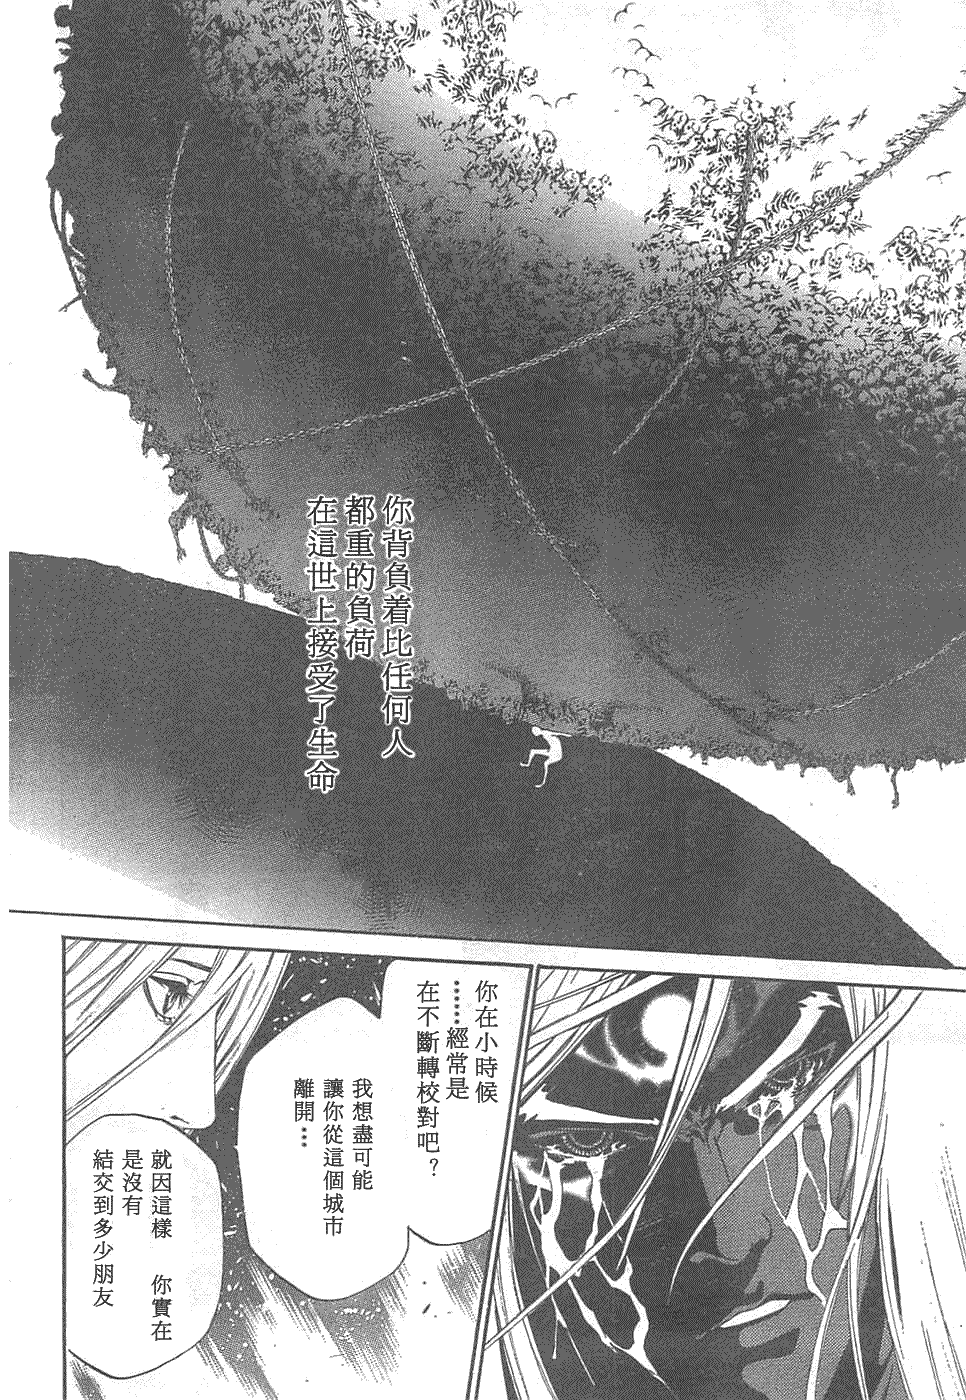 你背負着比任何人
都重的負荷
在這世上接受了生命
你在小時候
……經常是
在不斷轉校對吧？
我想盡可能
讓你從這個城市
離開…
就因這樣 你實在
是沒有
結交到多少朋友